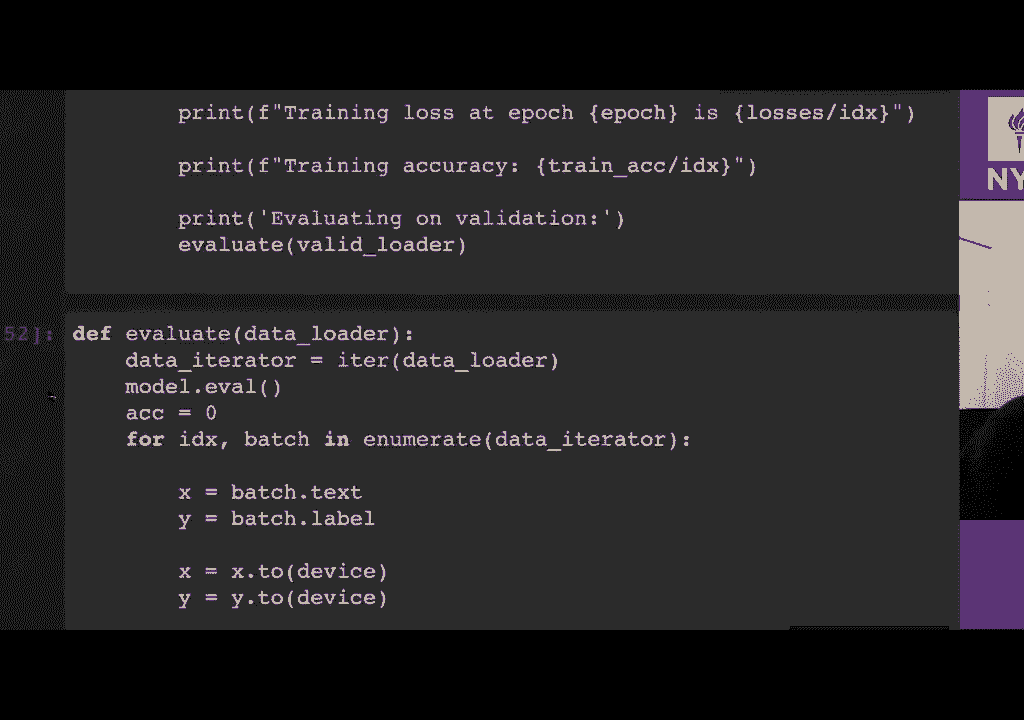 print(f"Training loss at epoch {epoch} is {losses/idx}")
print(f"Training accuracy: {train_acc/idx}")
print('Evaluating on validation:')
evaluate(valid_loader)
NY
52]: def evaluate(data_loader):
data_iterator = iter(data_loader)
model.eval()
acc = 0
for idx, batch in enumerate(data_iterator):
x = batch.text
y = batch.label
x = x.to(device)
y = y.to(device)